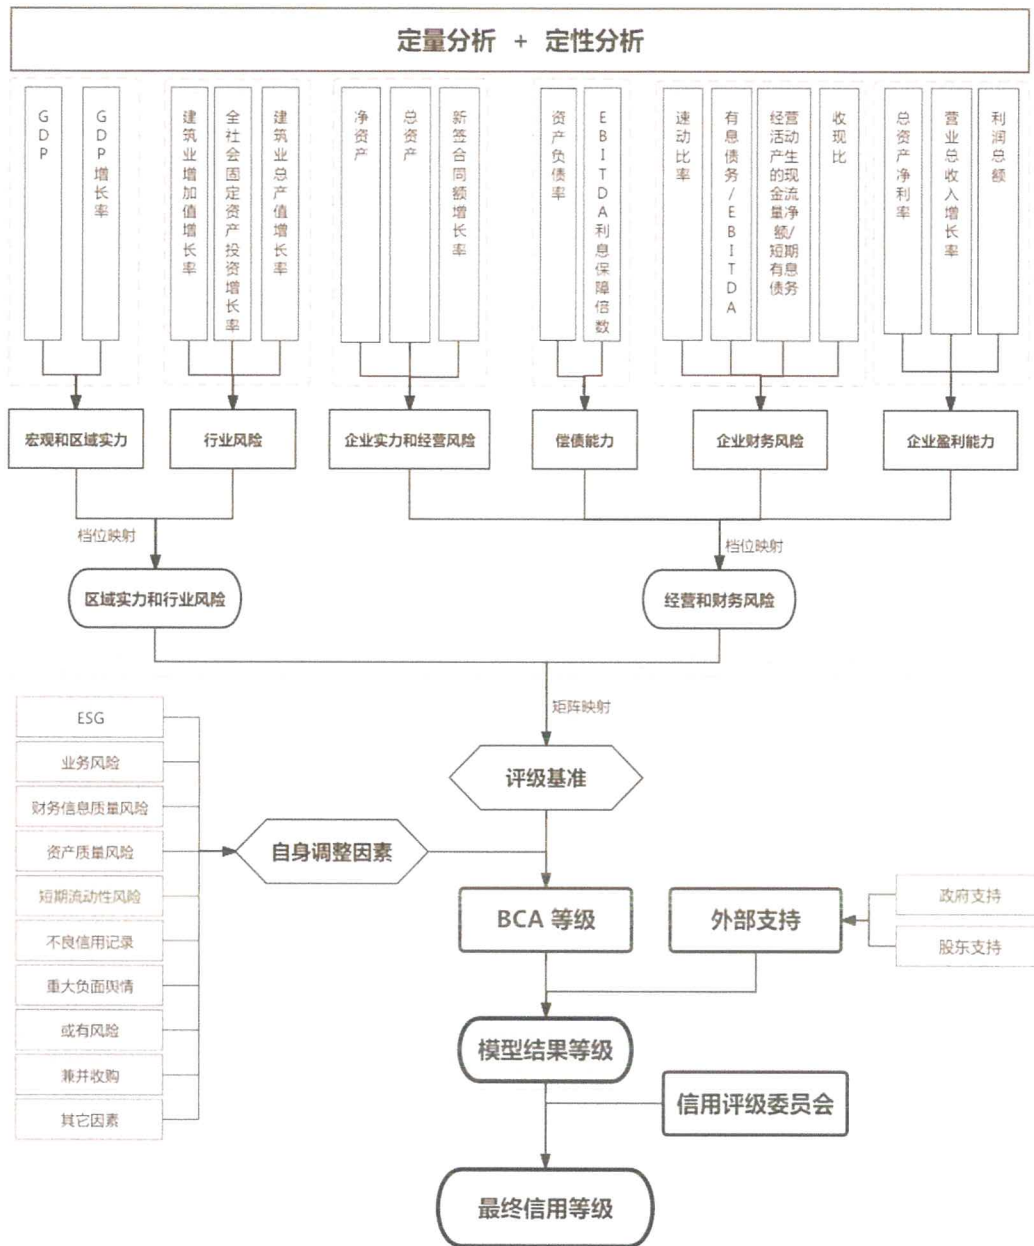 定量分析 + 定性分析
GDP
GDP增长率
建筑业增加值增长率
全社会固定资产投资增长率
建筑业总产值增长率
净资产
总资产
新签合同额增长率
资产负债率
EBITDA利息保障倍数
速动比率
有息债务/EBITDA
经营活动产生的现金流量净额/短期有息债务
收现比
总资产净利率
营业总收入增长率
利润总额
宏观和区域实力
行业风险
企业实力和经营风险
偿债能力
企业财务风险
企业盈利能力
档位映射
档位映射
区域实力和行业风险
经营和财务风险
矩阵映射
评级基准
ESG
业务风险
财务信息质量风险
资产质量风险
短期流动性风险
不良信用记录
重大负面舆情
或有风险
兼并收购
其它因素
自身调整因素
BCA 等级
外部支持
政府支持
股东支持
模型结果等级
信用评级委员会
最终信用等级